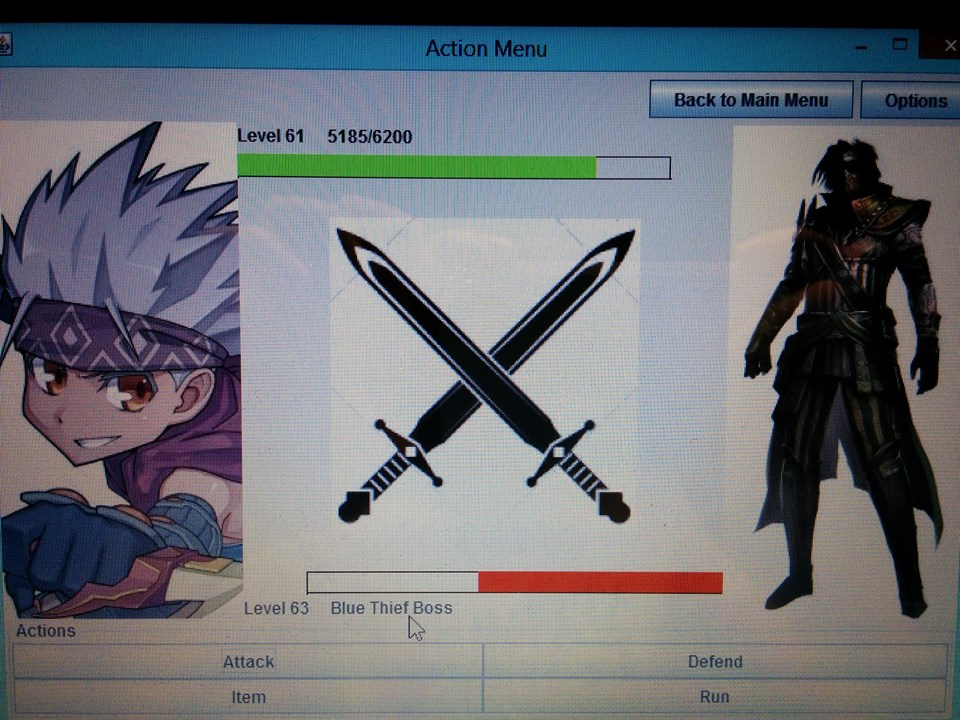 Action Menu
Back to Main Menu
Options
Level 61 5185/6200
Level 63 Blue Thief Boss
Actions
Attack
Defend
Item
Run